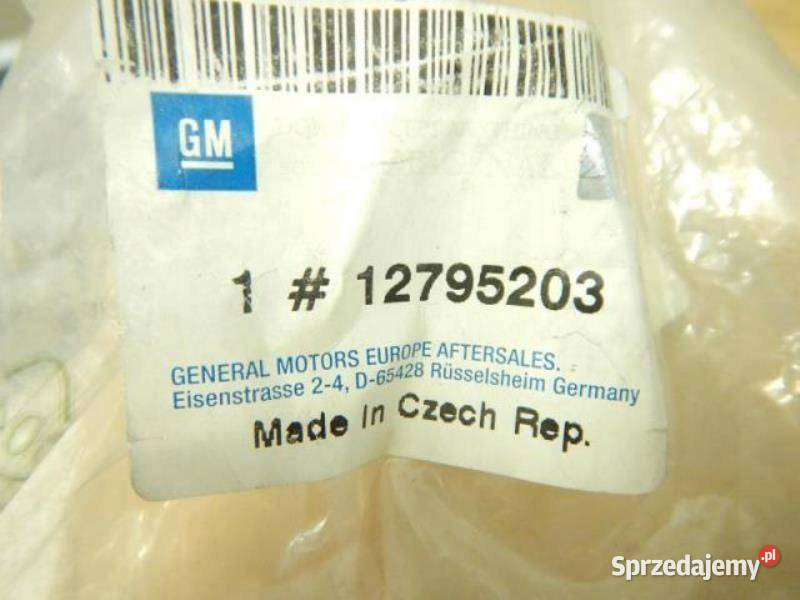 GM
1 # 12795203
GENERAL MOTORS EUROPE AFTERSALES.
Eisenstrasse 2-4, D-65428 Rüsselsheim Germany
Made In Czech Rep.
Sprzedajemy.pl